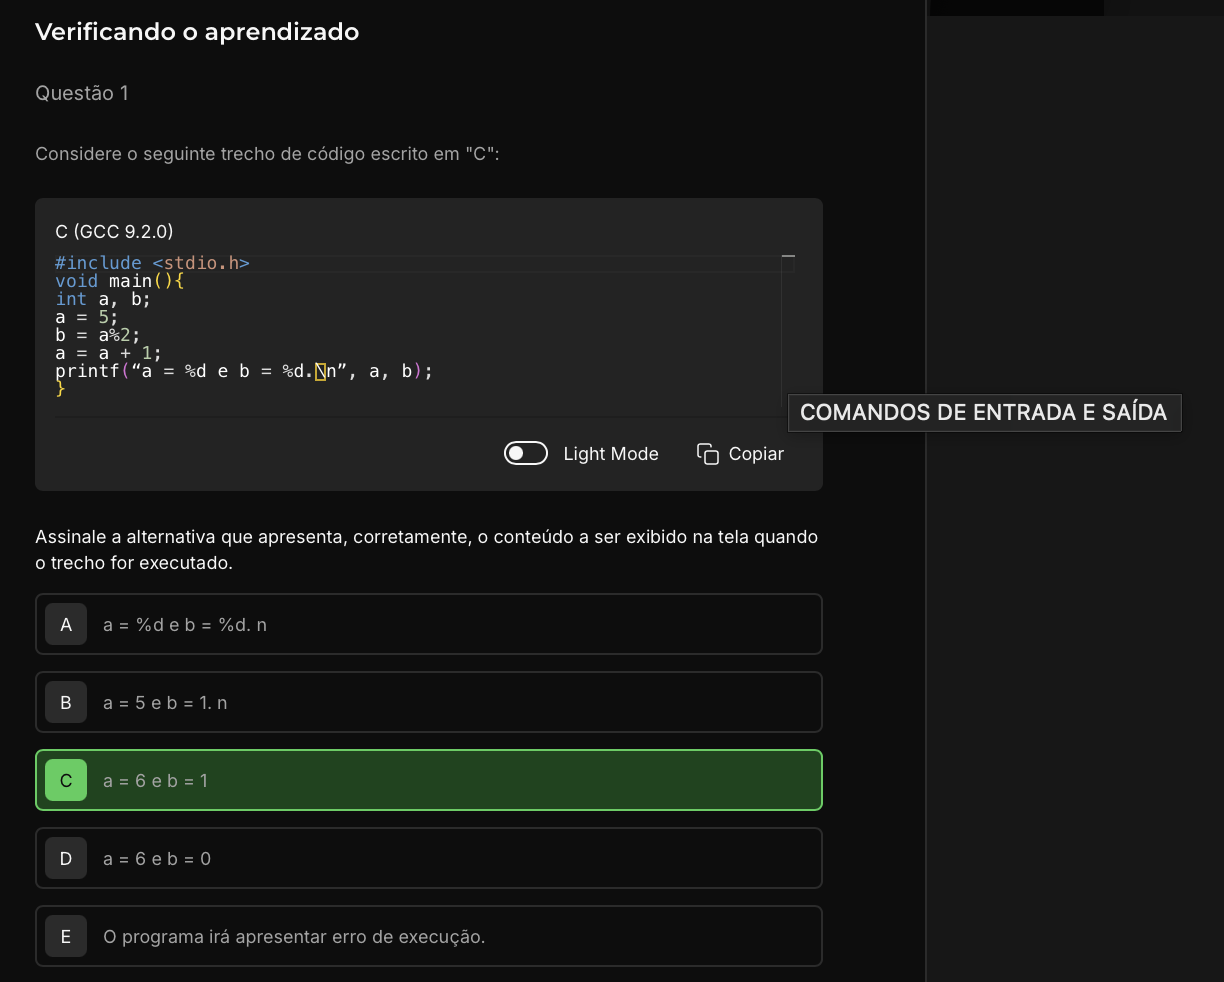 Verificando o aprendizado
Questão 1
Considere o seguinte trecho de código escrito em "C":
C (GCC 9.2.0)
#include <stdio.h>
void main(){
int a, b;
a = 5;
b = a%2;
a = a + 1;
printf(“a = %d e b = %d.\n”, a, b);
}
COMANDOS DE ENTRADA E SAÍDA
Light Mode
Copiar
Assinale a alternativa que apresenta, corretamente, o conteúdo a ser exibido na tela quando
o trecho for executado.
A a = %d e b = %d. n
B a = 5 e b = 1. n
C a = 6 e b = 1
D a = 6 e b = 0
E O programa irá apresentar erro de execução.